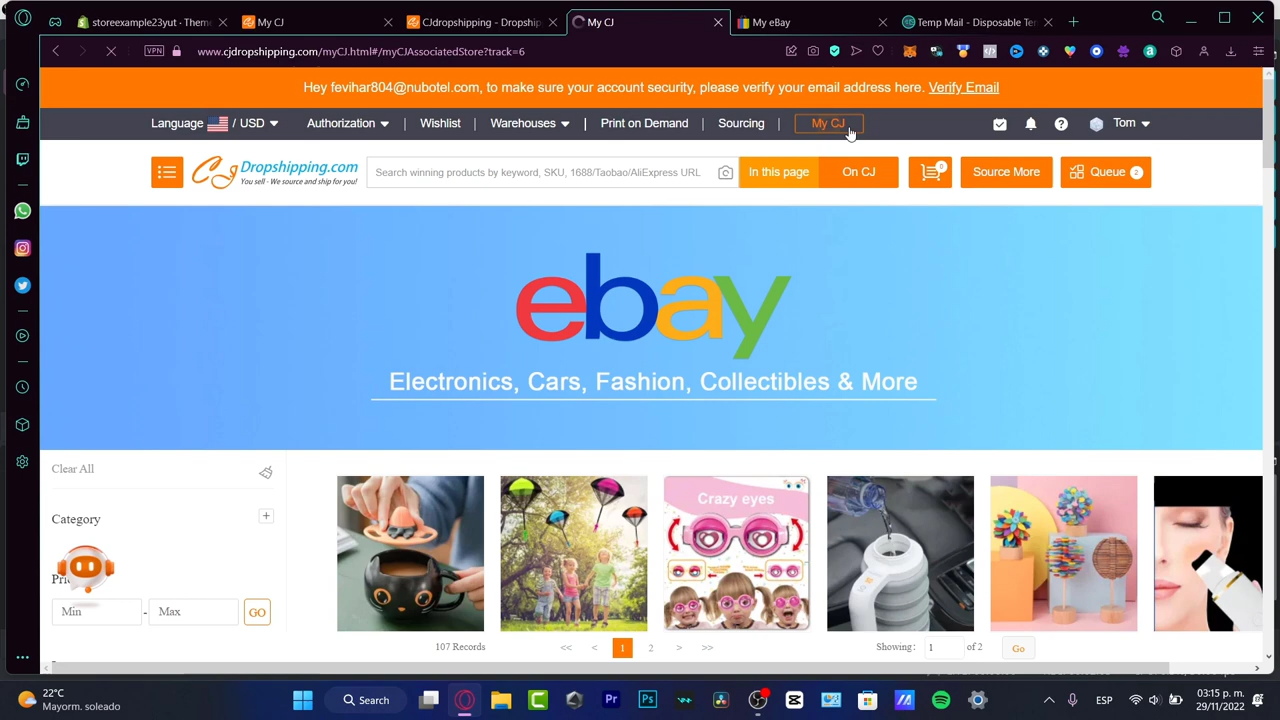 storeexample23yut · Theme
My CJ
CJdropshipping - Dropship
My CJ
My eBay
Temp Mail - Disposable Te
VPN
www.cjdropshipping.com/myCJ.html#/myCJAssociatedStore?track=6
Hey fevihar804@nubotel.com, to make sure your account security, please verify your email address here. Verify Email
Language / USD
Authorization
Wishlist
Warehouses
Print on Demand
Sourcing
My CJ
Tom
CJ Dropshipping.com
You sell - We source and ship for you!
Search winning products by keyword, SKU, 1688/Taobao/AliExpress URL
In this page
On CJ
0
Source More
Queue 2
ebay
Electronics, Cars, Fashion, Collectibles & More
Clear All
Category
+
Min - Max GO
Crazy eyes
107 Records
<< < 1 2 > >>
Showing: 1 of 2 Go
22°C
Mayorm. soleado
Search
Pr
Ps
ESP
03:15 p. m.
29/11/2022